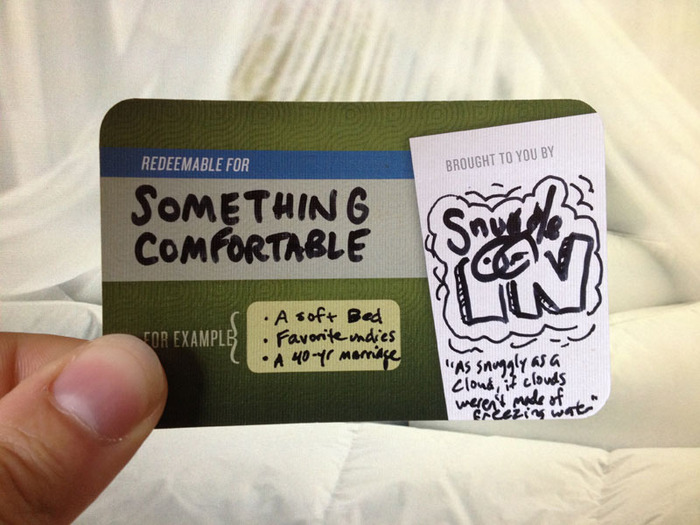 REDEEMABLE FOR
SOMETHING
COMFORTABLE
FOR EXAMPLE
• A soft Bed
• Favorite undies
• A 40-yr marriage
BROUGHT TO YOU BY
Snuggle
INN
"As snuggly as a
cloud, if clouds
weren't made of
freezing water"